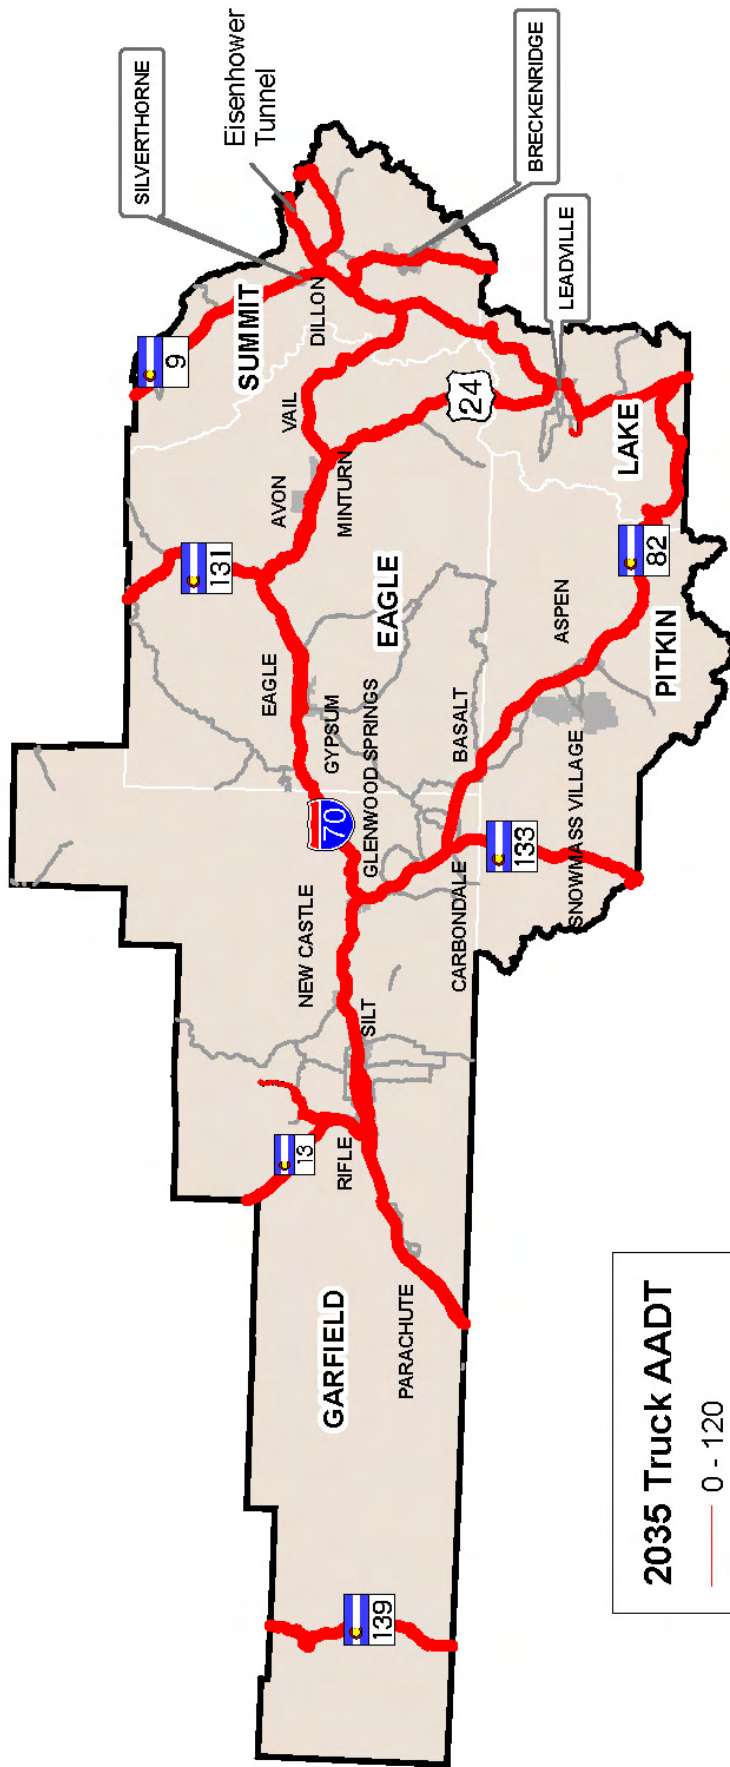 SILVERTHORNE
Eisenhower
Tunnel
9
SUMMIT
DILLON
BRECKENRIDGE
VAIL
131
AVON
MINTURN
24
LEADVILLE
EAGLE
EAGLE
LAKE
GYPSUM
70
GLENWOOD SPRINGS
BASALT
ASPEN
82
PITKIN
NEW CASTLE
CARBONDALE
133
SNOWMASS VILLAGE
SILT
13
RIFLE
GARFIELD
PARACHUTE
139
2035 Truck AADT
0 - 120